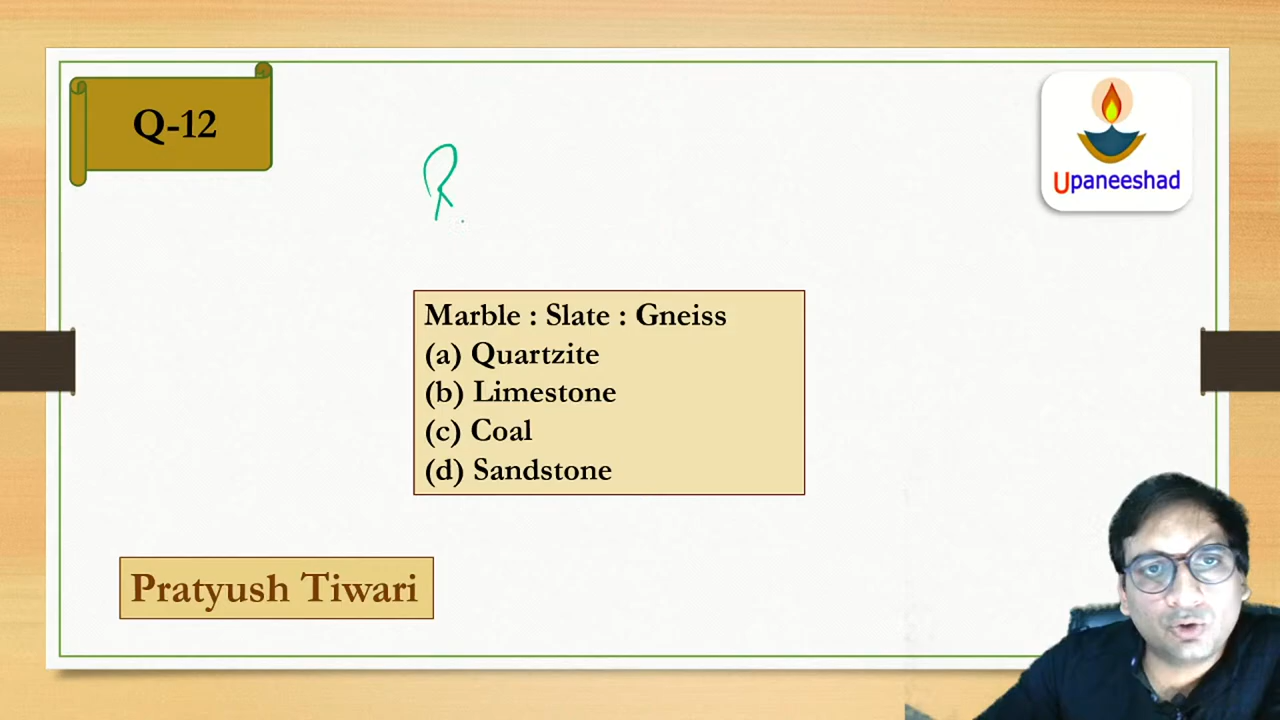 Q-12
Upaneeshad
R
Marble : Slate : Gneiss
(a) Quartzite
(b) Limestone
(c) Coal
(d) Sandstone
Pratyush Tiwari